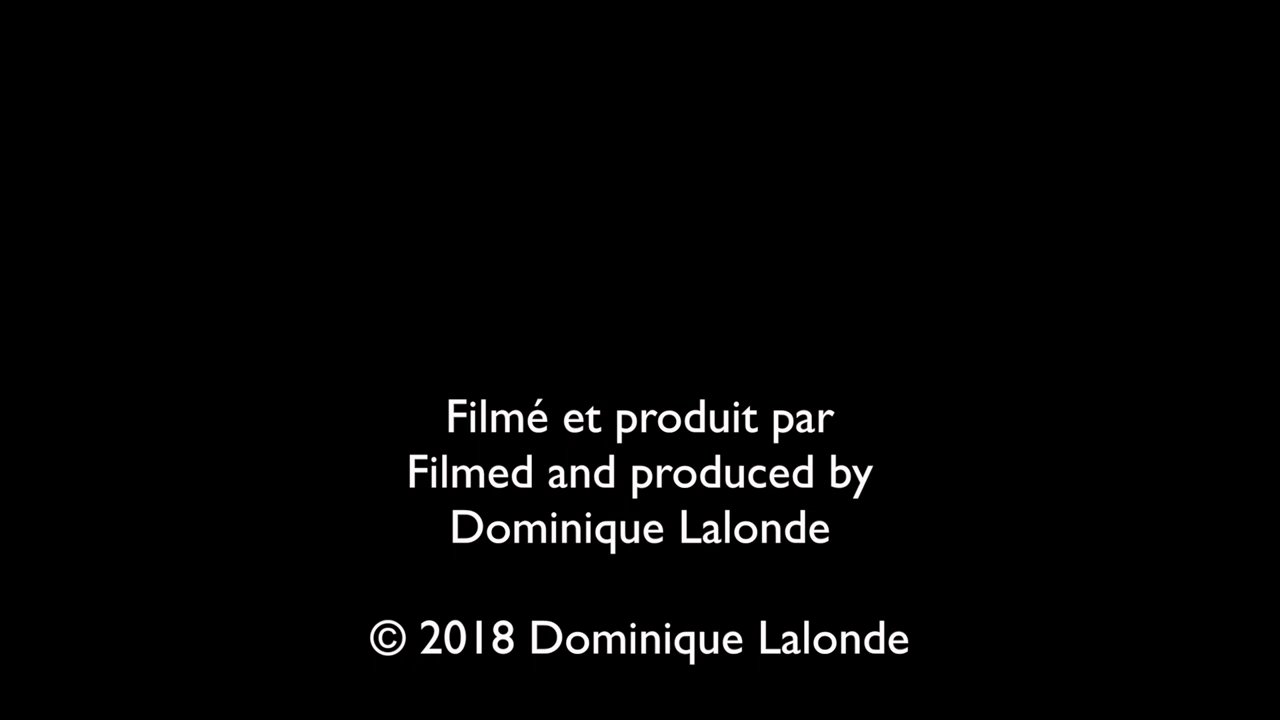 Filmé et produit par
Filmed and produced by
Dominique Lalonde
© 2018 Dominique Lalonde